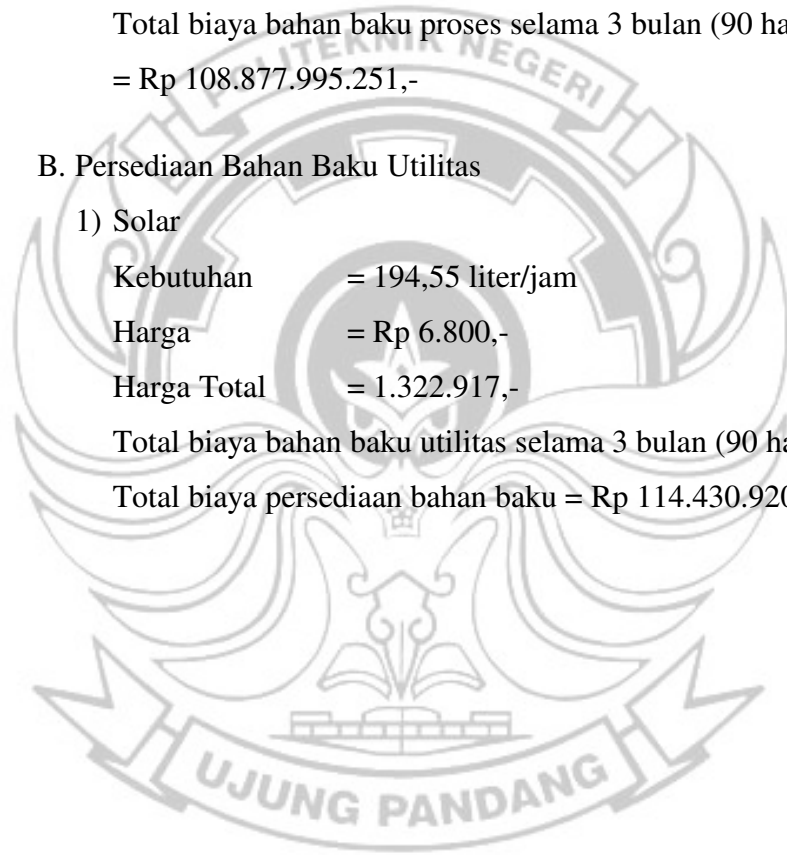 Total biaya bahan baku proses selama 3 bulan (90
= Rp 108.877.995.251,-
POLITEKNIK NEGERI
B. Persediaan Bahan Baku Utilitas
1) Solar
Kebutuhan = 194,55 liter/jam
Harga = Rp 6.800,-
Harga Total = 1.322.917,-
Total biaya bahan baku utilitas selama 3 bulan (90
Total biaya persediaan bahan baku = Rp 114.430.920
UJUNG PANDANG